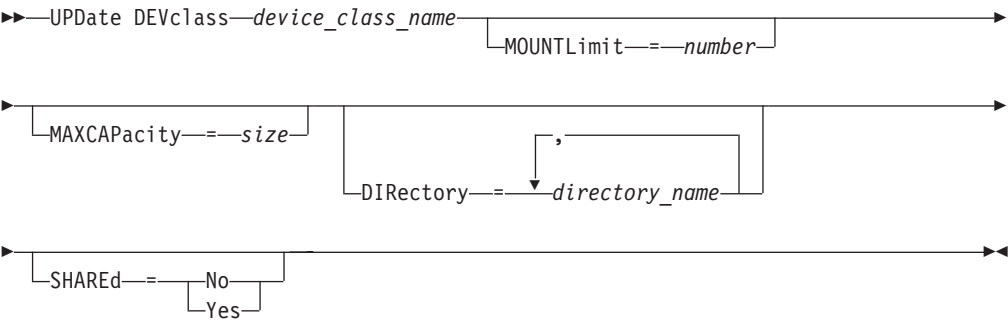 UPDate DEVclass device_class_name
MOUNTLimit = number
MAXCAPacity = size
,
DIRectory = directory_name
SHAREd = No
Yes